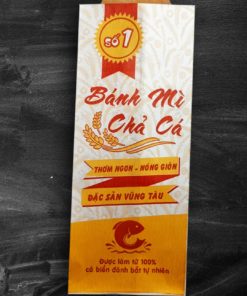 Số 1
Bánh Mì
Chả Cá
THƠM NGON - NÓNG GIÒN
ĐẶC SẢN VŨNG TÀU
Được làm từ 100%
cá biển đánh bắt tự nhiên